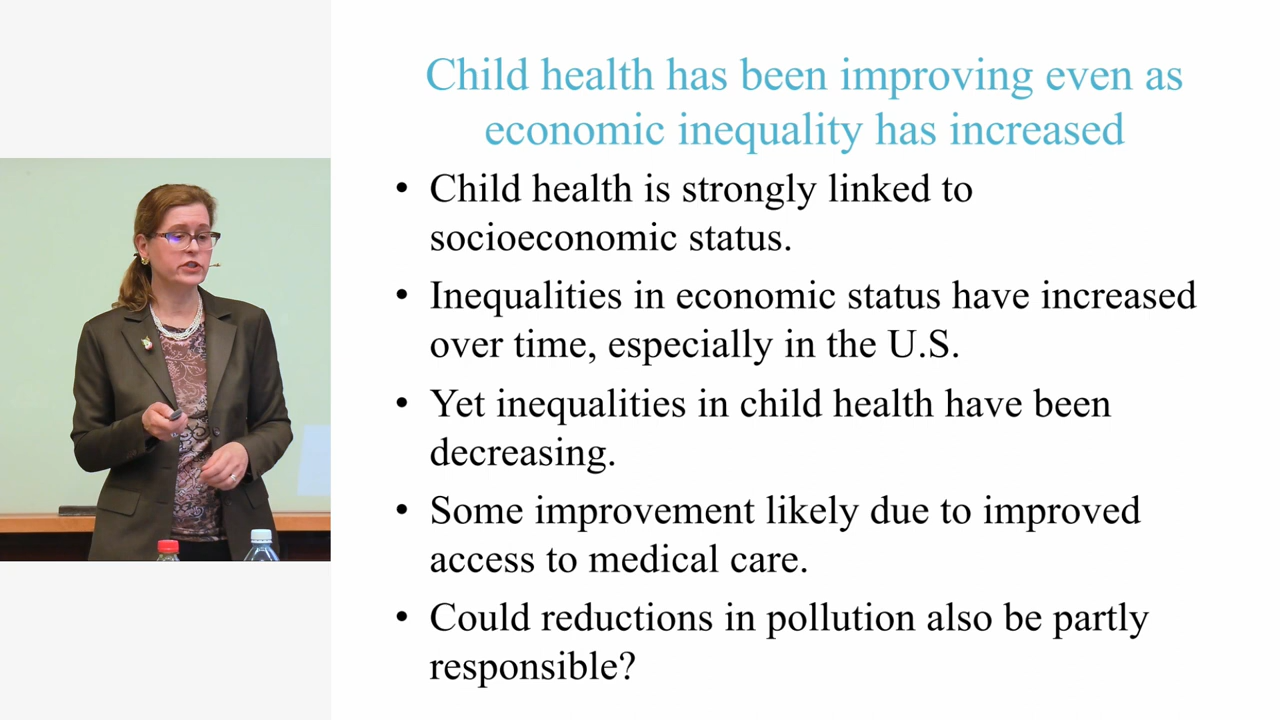 Child health has been improving even as
economic inequality has increased
• Child health is strongly linked to
socioeconomic status.
• Inequalities in economic status have increased
over time, especially in the U.S.
• Yet inequalities in child health have been
decreasing.
• Some improvement likely due to improved
access to medical care.
• Could reductions in pollution also be partly
responsible?